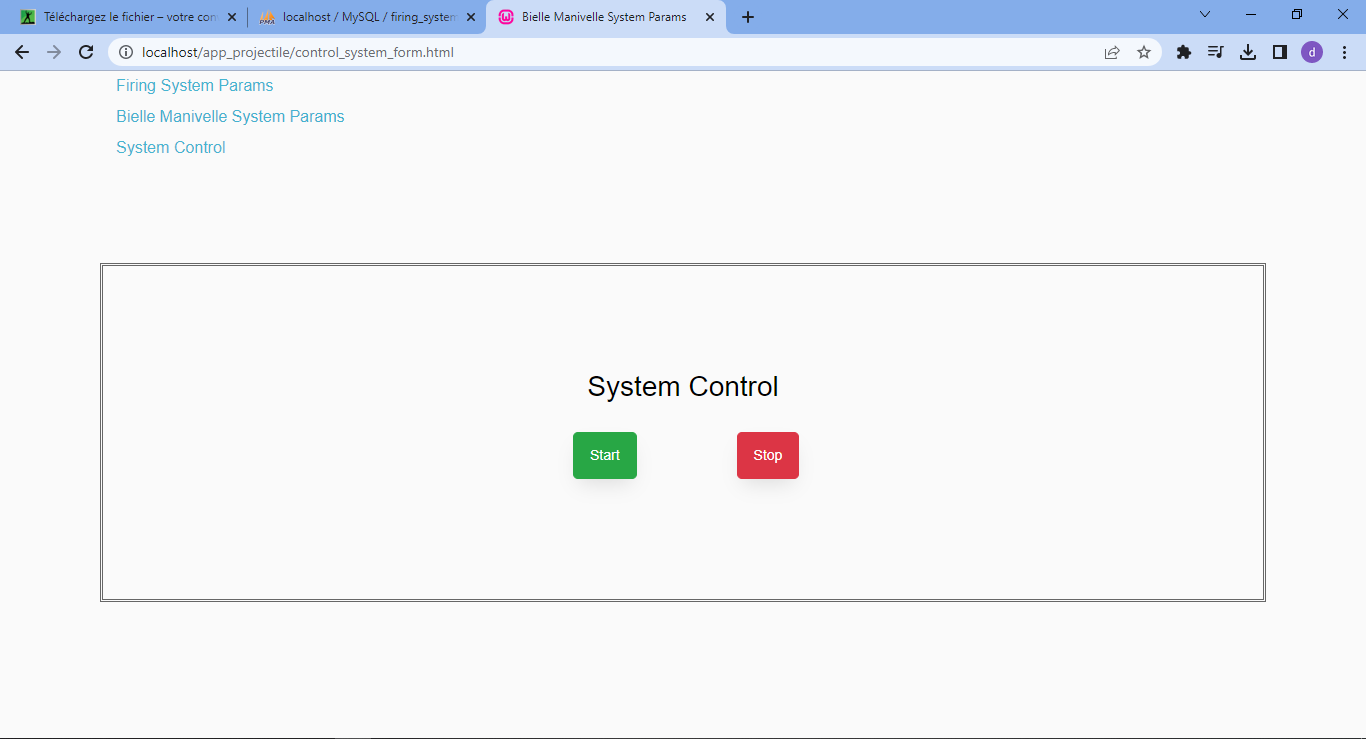 Téléchargez le fichier – votre con
localhost / MySQL / firing_system
Bielle Manivelle System Params
localhost/app_projectile/control_system_form.html
d
Firing System Params
Bielle Manivelle System Params
System Control
System Control
Start
Stop